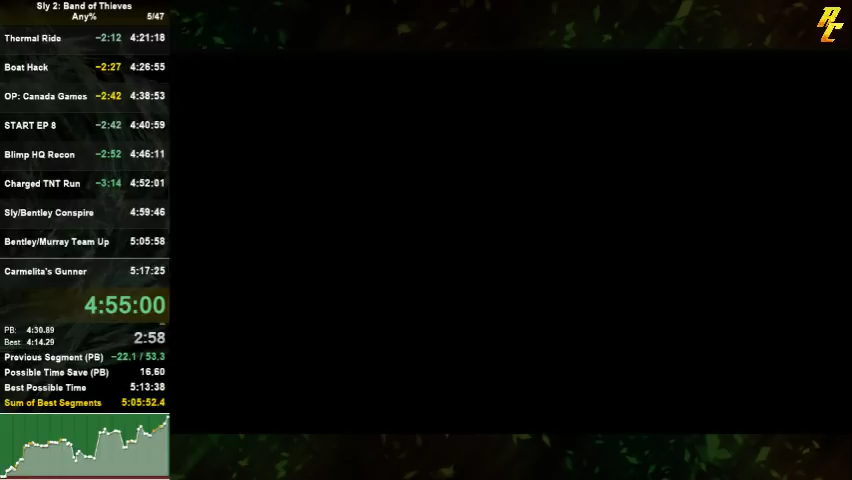 Sly 2: Band of Thieves
Any% 5/47
Thermal Ride −2:12 4:21:18
Boat Hack −2:27 4:26:55
OP: Canada Games −2:42 4:38:53
START EP 8 −2:42 4:40:59
Blimp HQ Recon −2:52 4:46:11
Charged TNT Run −3:14 4:52:01
Sly/Bentley Conspire 4:59:46
Bentley/Murray Team Up 5:05:58
Carmelita's Gunner 5:17:25
4:55:00
PB: 4:30.89
Best: 4:14.29
2:58
Previous Segment (PB) −22.1 / 53.3
Possible Time Save (PB) 16.60
Best Possible Time 5:13:38
Sum of Best Segments 5:05:52.4